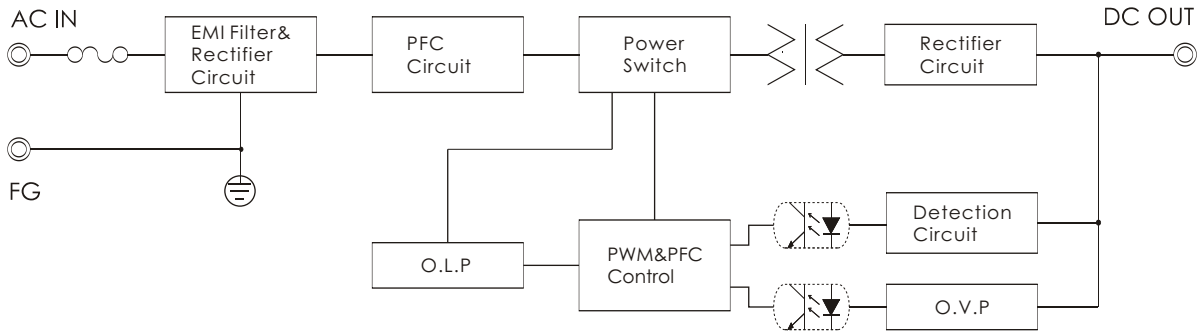 AC IN
EMI Filter&
Rectifier
Circuit
PFC
Circuit
Power
Switch
Rectifier
Circuit
DC OUT
FG
O.L.P
PWM&PFC
Control
Detection
Circuit
O.V.P